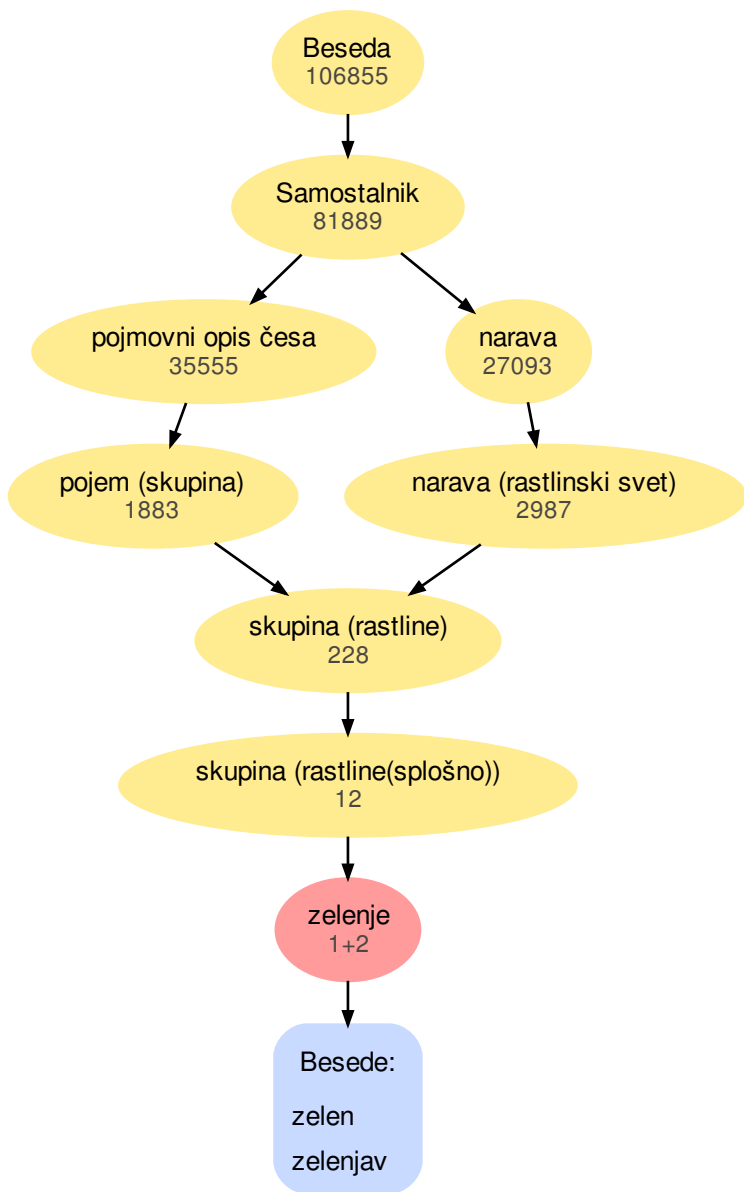 Beseda
106855
Samostalnik
81889
pojmovni opis česa
35555
narava
27093
pojem (skupina)
1883
narava (rastlinski svet)
2987
skupina (rastline)
228
skupina (rastline(splošno))
12
zelenje
1+2
Besede:
zelen
zelenjav